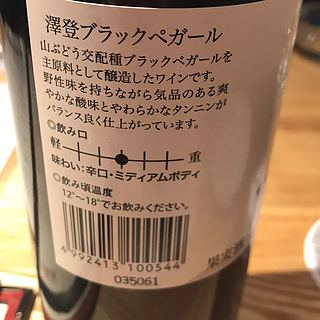 澤登ブラックペガール
山ぶどう交配種ブラックペガールを
主原料として醸造したワインです。
野性味を持ちながら気品のある爽
やかな酸味とやわらかなタンニンが
バランス良く仕上がっています。
◎飲み口
軽 重
味わい:辛口・ミディアムボディ
◎飲み頃温度
12°〜18°でお飲みください。
4 992413 100544
035061
果実酒